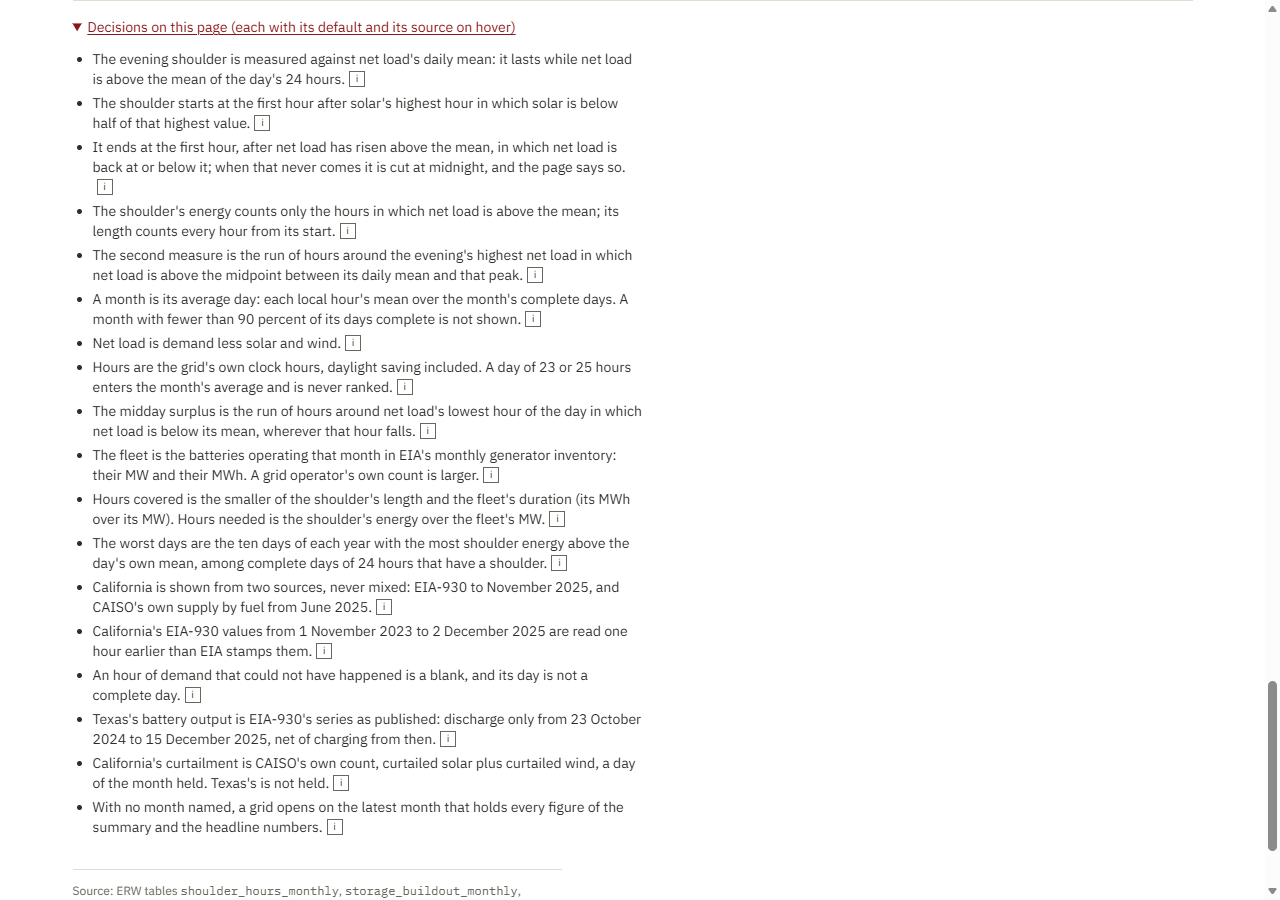 ▼ Decisions on this page (each with its default and its source on hover)
• The evening shoulder is measured against net load's daily mean: it lasts while net load
is above the mean of the day's 24 hours. i
• The shoulder starts at the first hour after solar's highest hour in which solar is below
half of that highest value. i
• It ends at the first hour, after net load has risen above the mean, in which net load is
back at or below it; when that never comes it is cut at midnight, and the page says so.
i
• The shoulder's energy counts only the hours in which net load is above the mean; its
length counts every hour from its start. i
• The second measure is the run of hours around the evening's highest net load in which
net load is above the midpoint between its daily mean and that peak. i
• A month is its average day: each local hour's mean over the month's complete days. A
month with fewer than 90 percent of its days complete is not shown. i
• Net load is demand less solar and wind. i
• Hours are the grid's own clock hours, daylight saving included. A day of 23 or 25 hours
enters the month's average and is never ranked. i
• The midday surplus is the run of hours around net load's lowest hour of the day in which
net load is below its mean, wherever that hour falls. i
• The fleet is the batteries operating that month in EIA's monthly generator inventory:
their MW and their MWh. A grid operator's own count is larger. i
• Hours covered is the smaller of the shoulder's length and the fleet's duration (its MWh
over its MW). Hours needed is the shoulder's energy over the fleet's MW. i
• The worst days are the ten days of each year with the most shoulder energy above the
day's own mean, among complete days of 24 hours that have a shoulder. i
• California is shown from two sources, never mixed: EIA-930 to November 2025, and
CAISO's own supply by fuel from June 2025. i
• California's EIA-930 values from 1 November 2023 to 2 December 2025 are read one
hour earlier than EIA stamps them. i
• An hour of demand that could not have happened is a blank, and its day is not a
complete day. i
• Texas's battery output is EIA-930's series as published: discharge only from 23 October
2024 to 15 December 2025, net of charging from then. i
• California's curtailment is CAISO's own count, curtailed solar plus curtailed wind, a day
of the month held. Texas's is not held. i
• With no month named, a grid opens on the latest month that holds every figure of the
summary and the headline numbers. i
Source: ERW tables shoulder_hours_monthly, storage_buildout_monthly,